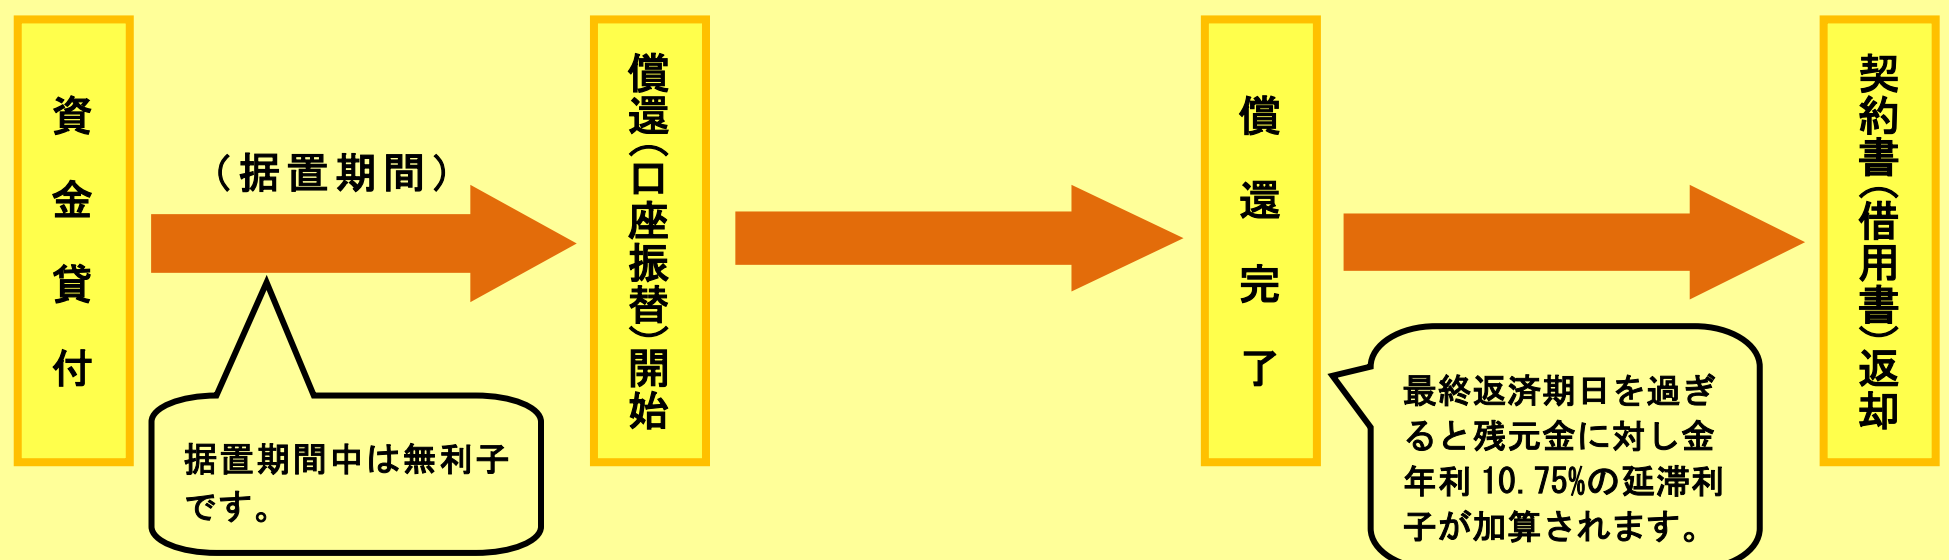 資金貸付
（据置期間）
据置期間中は無利子
です。
償還（口座振替）開始
償還完了
最終返済期日を過ぎ
ると残元金に対し金
年利10.75%の延滞利
子が加算されます。
契約書（借用書）返却